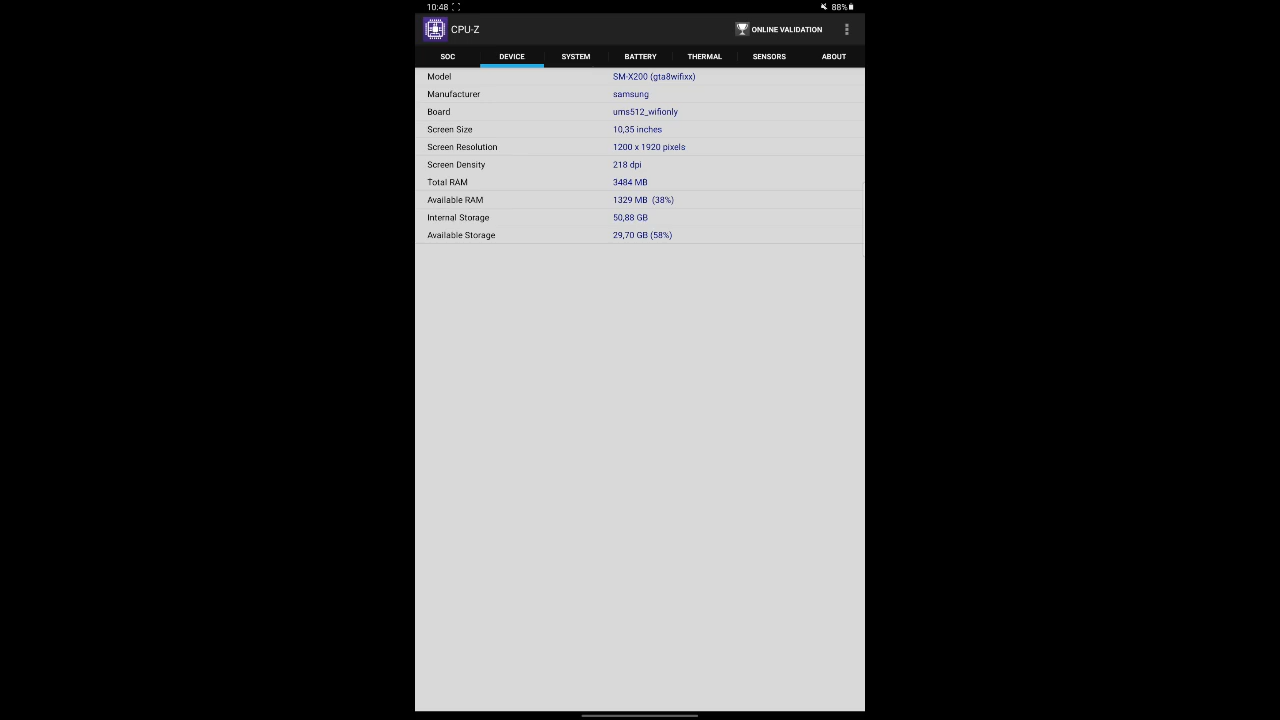 10:48 88%
CPU-Z ONLINE VALIDATION
SOC DEVICE SYSTEM BATTERY THERMAL SENSORS ABOUT
Model SM-X200 (gta8wifixx)
Manufacturer samsung
Board ums512_wifionly
Screen Size 10,35 inches
Screen Resolution 1200 x 1920 pixels
Screen Density 218 dpi
Total RAM 3484 MB
Available RAM 1329 MB (38%)
Internal Storage 50,88 GB
Available Storage 29,70 GB (58%)